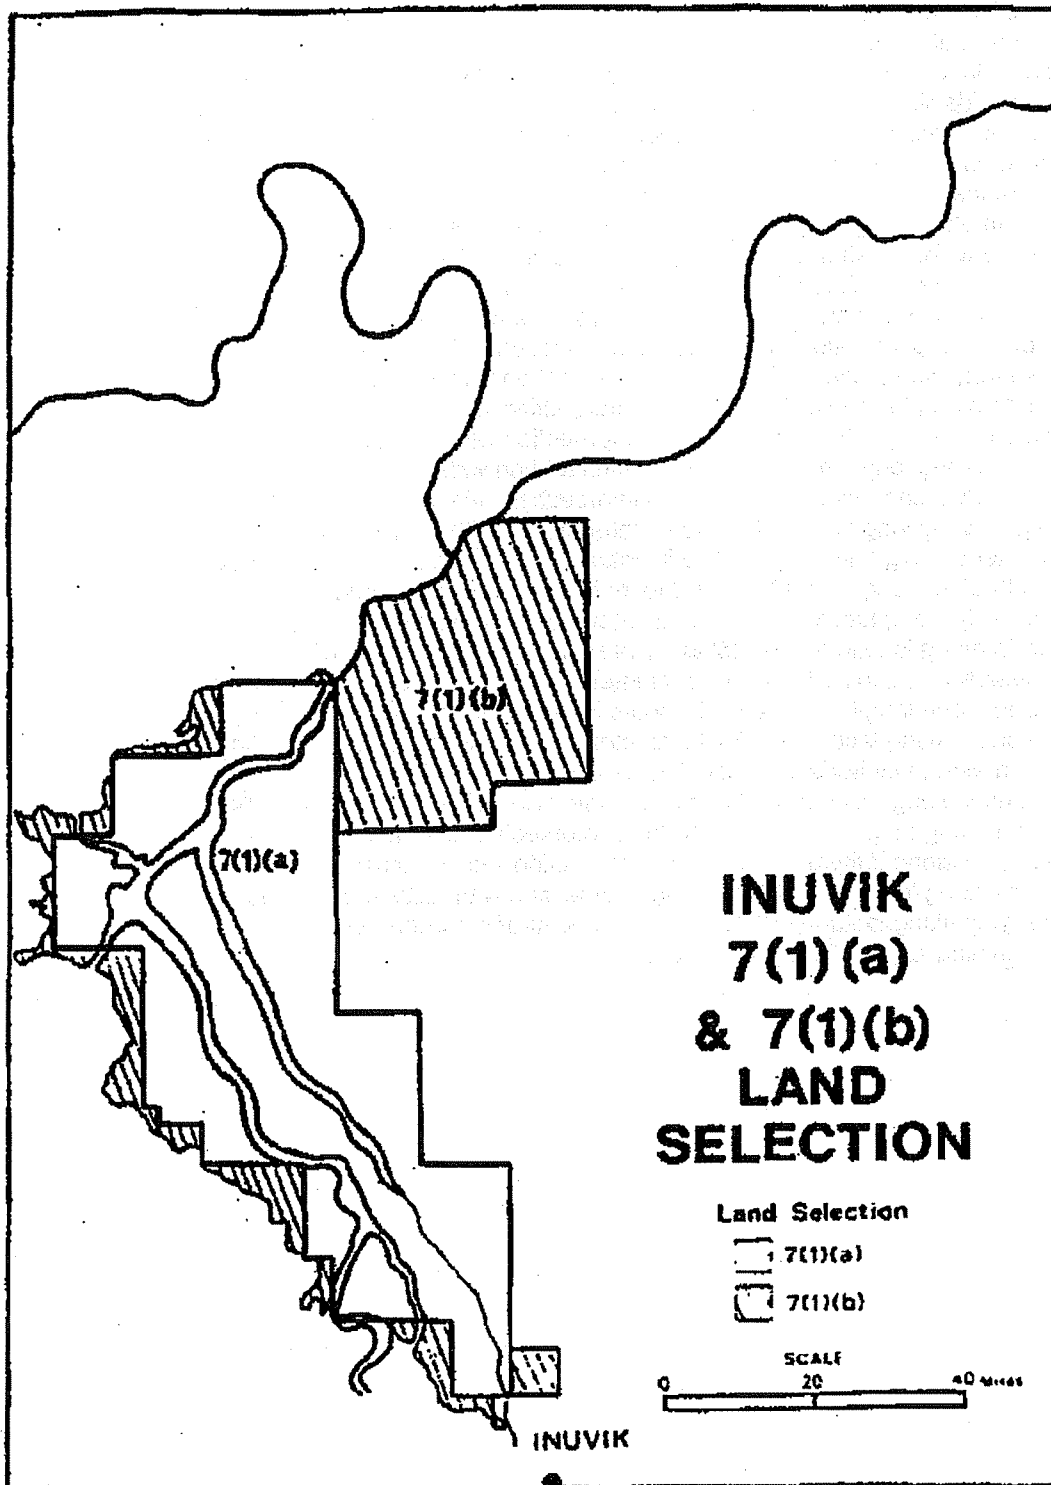 7(1)(b)
7(1)(a)
INUVIK
7(1)(a)
& 7(1)(b)
LAND
SELECTION
Land Selection
7(1)(a)
7(1)(b)
SCALE
0 20 40 Miles
INUVIK